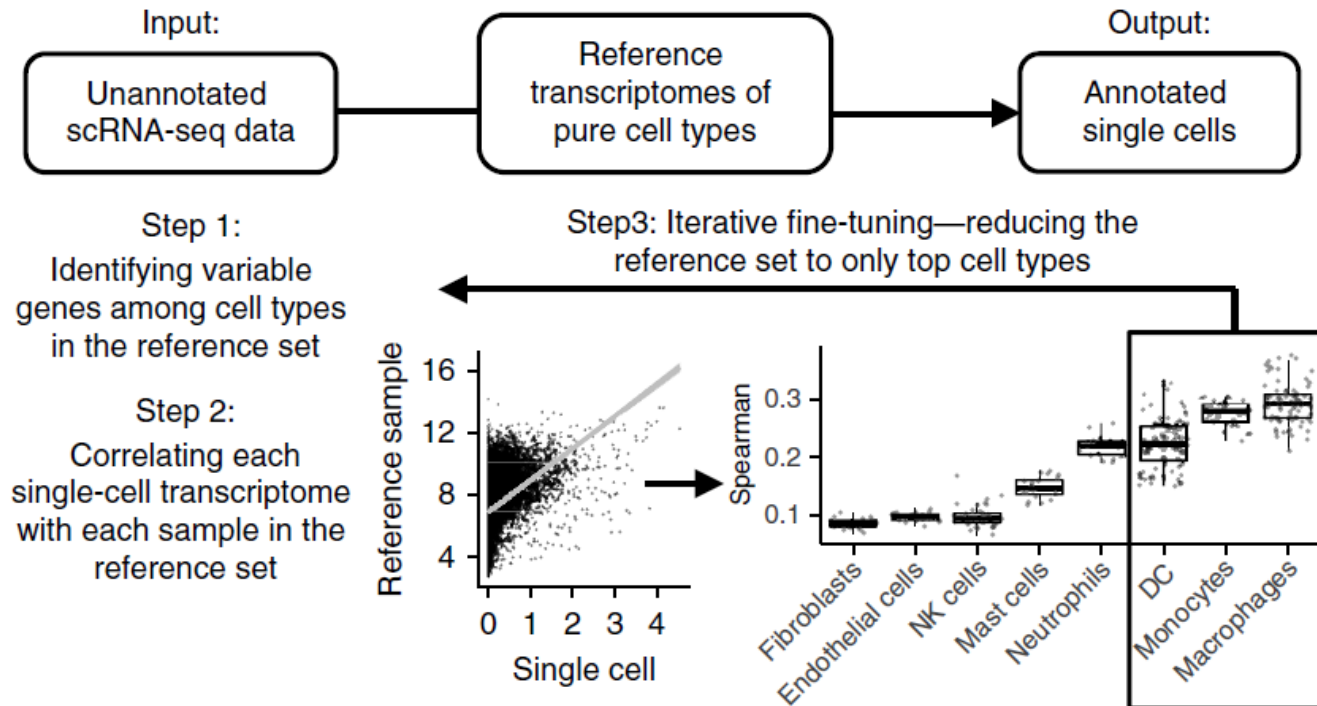 Input:
Unannotated
scRNA-seq data
Reference
transcriptomes of
pure cell types
Output:
Annotated
single cells
Step 1:
Identifying variable
genes among cell types
in the reference set
Step 2:
Correlating each
single-cell transcriptome
with each sample in the
reference set
Step3: Iterative fine-tuning—reducing the
reference set to only top cell types
Reference sample
16
12
8
4
0 1 2 3 4
Single cell
Spearman
0.3
0.2
0.1
Fibroblasts
Endothelial cells
NK cells
Mast cells
Neutrophils
DC
Monocytes
Macrophages